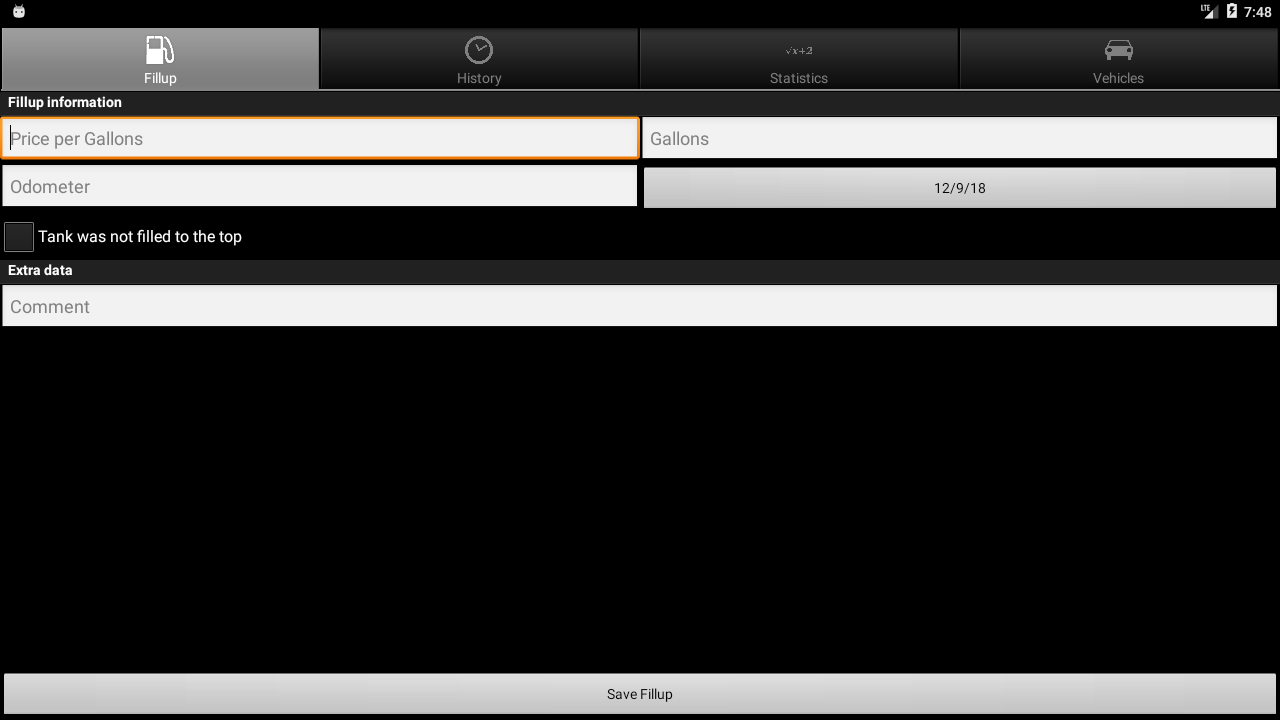 LTE 7:48
√x+2
Fillup History Statistics Vehicles
Fillup information
Price per Gallons Gallons
Odometer 12/9/18
Tank was not filled to the top
Extra data
Comment
Save Fillup